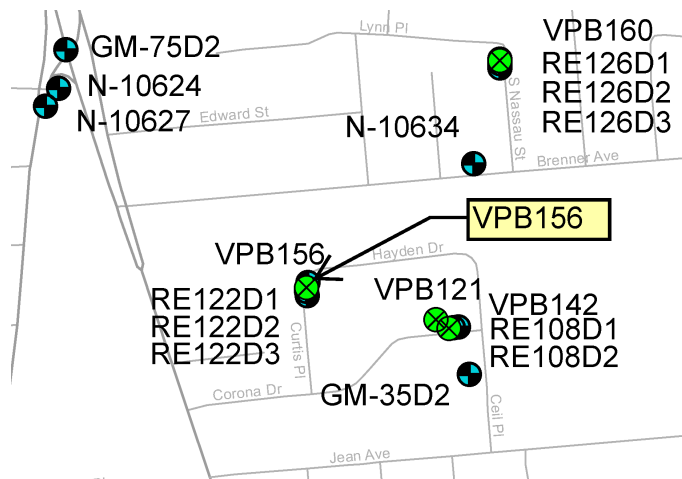 Lynn Pl
VPB160
GM-75D2
RE126D1
N-10624
RE126D2
S Nassau St
N-10627
Edward St
RE126D3
N-10634
Brenner Ave
VPB156
VPB156
Hayden Dr
VPB121
RE122D1
VPB142
RE122D2
RE108D1
RE122D3
RE108D2
Curtis Pl
Corona Dr
GM-35D2
Ceil Pl
Jean Ave